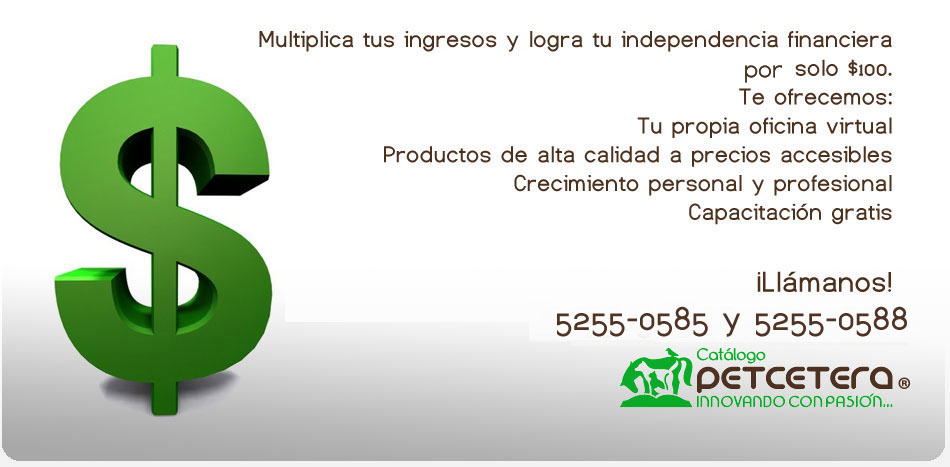 Multiplica tus ingresos y logra tu independencia financiera
por solo $100.
Te ofrecemos:
Tu propia oficina virtual
Productos de alta calidad a precios accesibles
Crecimiento personal y profesional
Capacitación gratis
¡Llámanos!
5255-0585 y 5255-0588
Catálogo
PETCETERA®
INNOVANDO CON PASIÓN...